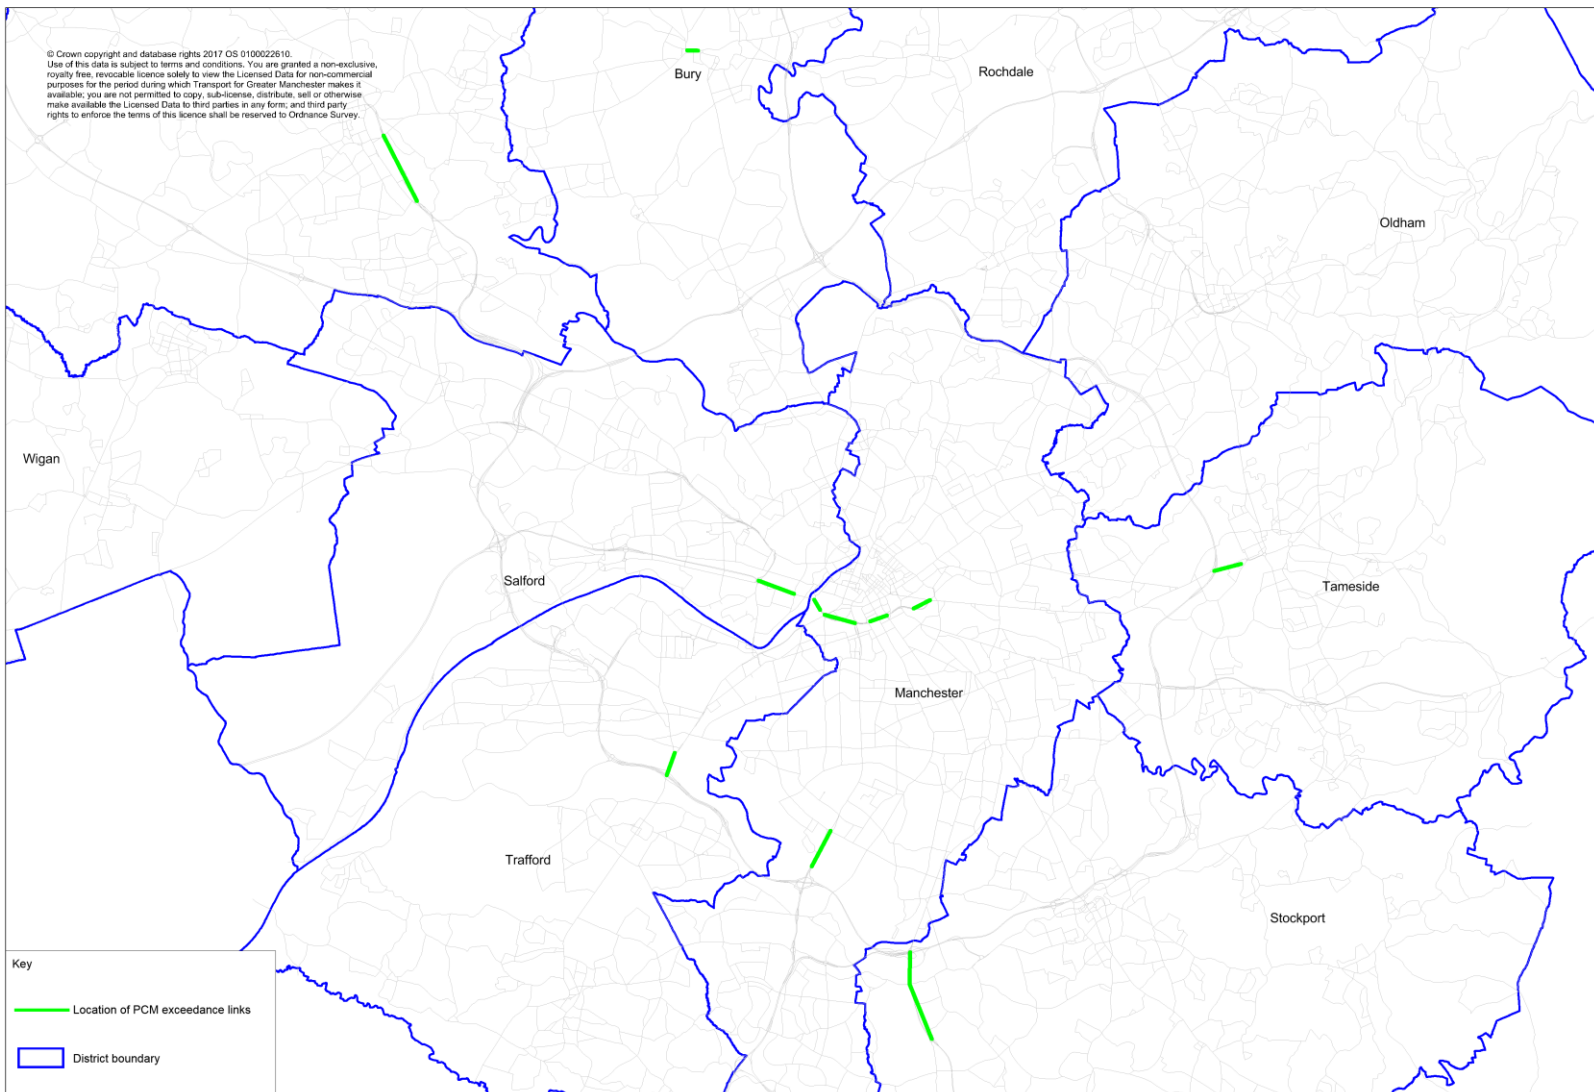 © Crown copyright and database rights 2017 OS 0100022610.
Use of this data is subject to terms and conditions. You are granted a non-exclusive,
royalty free, revocable licence solely to view the Licensed Data for non-commercial
purposes for the period during which Transport for Greater Manchester makes it
available; you are not permitted to copy, sub-license, distribute, sell or otherwise
make available the Licensed Data to third parties in any form; and third party
rights to enforce the terms of this licence shall be reserved to Ordnance Survey.
Bury
Rochdale
Oldham
Wigan
Salford
Tameside
Manchester
Trafford
Stockport
Key
Location of PCM exceedance links
District boundary